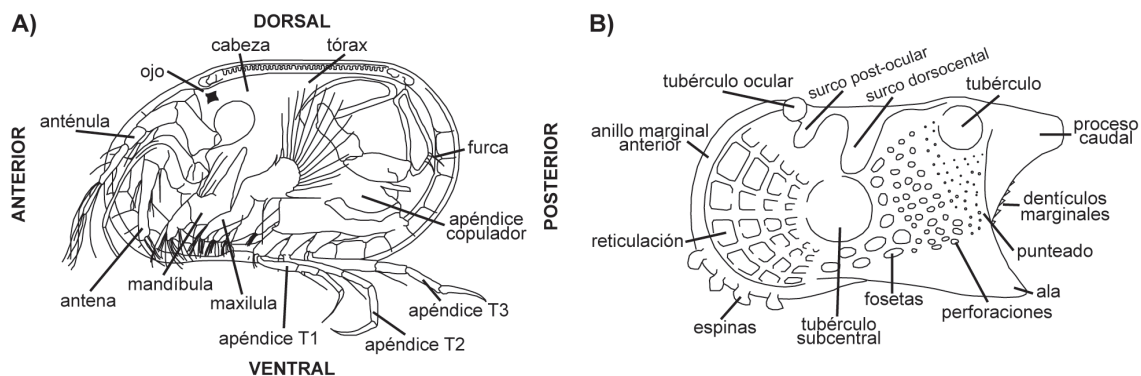 A)
DORSAL
cabeza
tórax
ojo
anténula
ANTERIOR
furca
POSTERIOR
apéndice
copulador
antena
mandíbula
maxilula
apéndice T1
apéndice T2
apéndice T3
VENTRAL
B)
tubérculo ocular
surco post-ocular
surco dorsocental
tubérculo
anillo marginal
anterior
proceso
caudal
dentículos
marginales
reticulación
punteado
espinas
tubérculo
subcentral
fosetas
perforaciones
ala